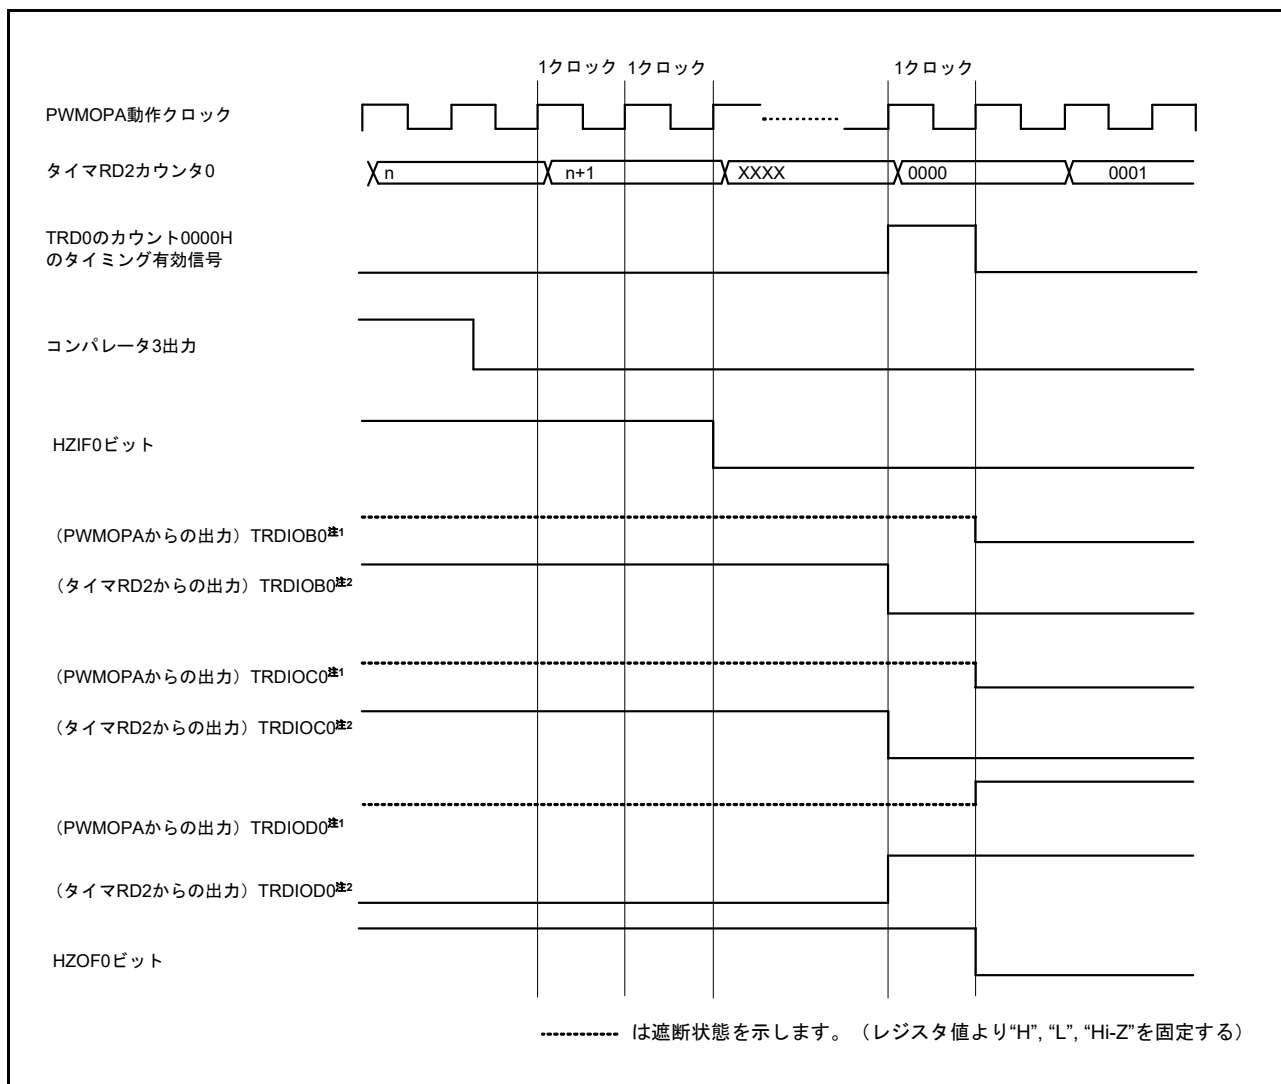 1クロック 1クロック 1クロック
PWMOPA動作クロック
タイマRD2カウンタ0
n n+1 XXXX 0000 0001
TRD0のカウント0000H
のタイミング有効信号
コンパレータ3出力
HZIF0ビット
（PWMOPAからの出力）TRDIOB0注1
（タイマRD2からの出力）TRDIOB0注2
（PWMOPAからの出力）TRDIOC0注1
（タイマRD2からの出力）TRDIOC0注2
（PWMOPAからの出力）TRDIOD0注1
（タイマRD2からの出力）TRDIOD0注2
HZOF0ビット
は遮断状態を示します。（レジスタ値より“H”, “L”, “Hi-Z”を固定する）